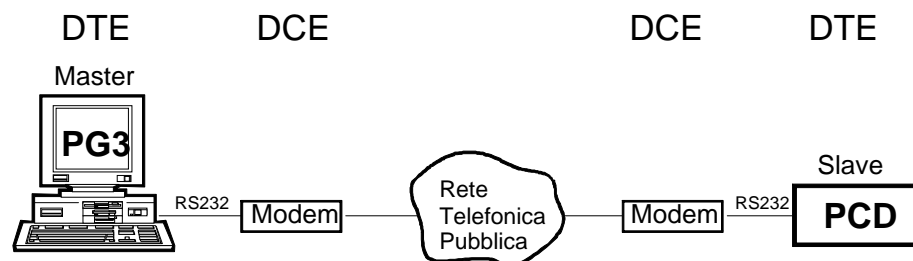 DTE DCE DCE DTE
Master
PG3
Slave
RS232
Modem
Rete
Telefonica
Pubblica
Modem
RS232
PCD